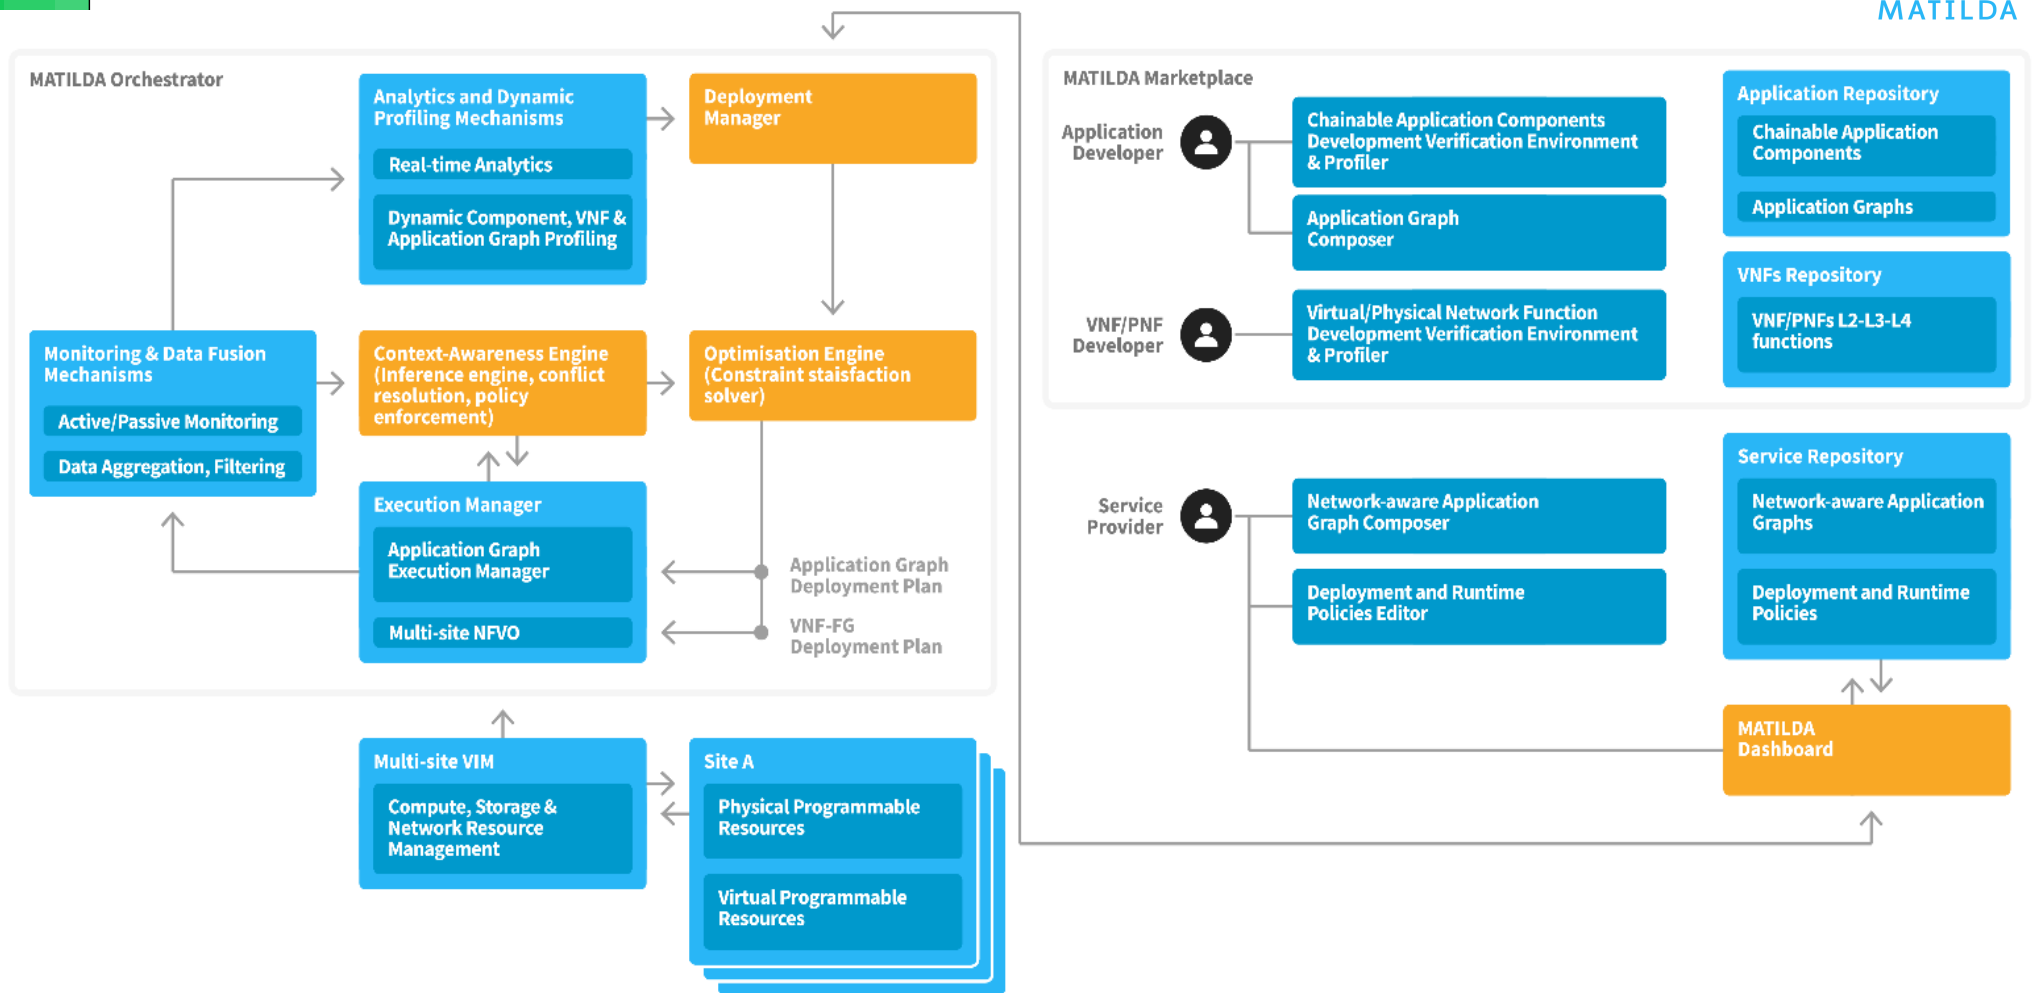 MATILDA
MATILDA Orchestrator
Analytics and Dynamic
Profiling Mechanisms
Real-time Analytics
Dynamic Component, VNF &
Application Graph Profiling
Deployment
Manager
Monitoring & Data Fusion
Mechanisms
Active/Passive Monitoring
Data Aggregation, Filtering
Context-Awareness Engine
(Inference engine, conflict
resolution, policy
enforcement)
Optimisation Engine
(Constraint staisfaction
solver)
Execution Manager
Application Graph
Execution Manager
Multi-site NFVO
Application Graph
Deployment Plan
VNF-FG
Deployment Plan
Multi-site VIM
Compute, Storage &
Network Resource
Management
Site A
Physical Programmable
Resources
Virtual Programmable
Resources
MATILDA Marketplace
Application
Developer
Chainable Application Components
Development Verification Environment
& Profiler
Application Graph
Composer
VNF/PNF
Developer
Virtual/Physical Network Function
Development Verification Environment
& Profiler
Application Repository
Chainable Application
Components
Application Graphs
VNFs Repository
VNF/PNFs L2-L3-L4
functions
Service
Provider
Network-aware Application
Graph Composer
Deployment and Runtime
Policies Editor
Service Repository
Network-aware Application
Graphs
Deployment and Runtime
Policies
MATILDA
Dashboard